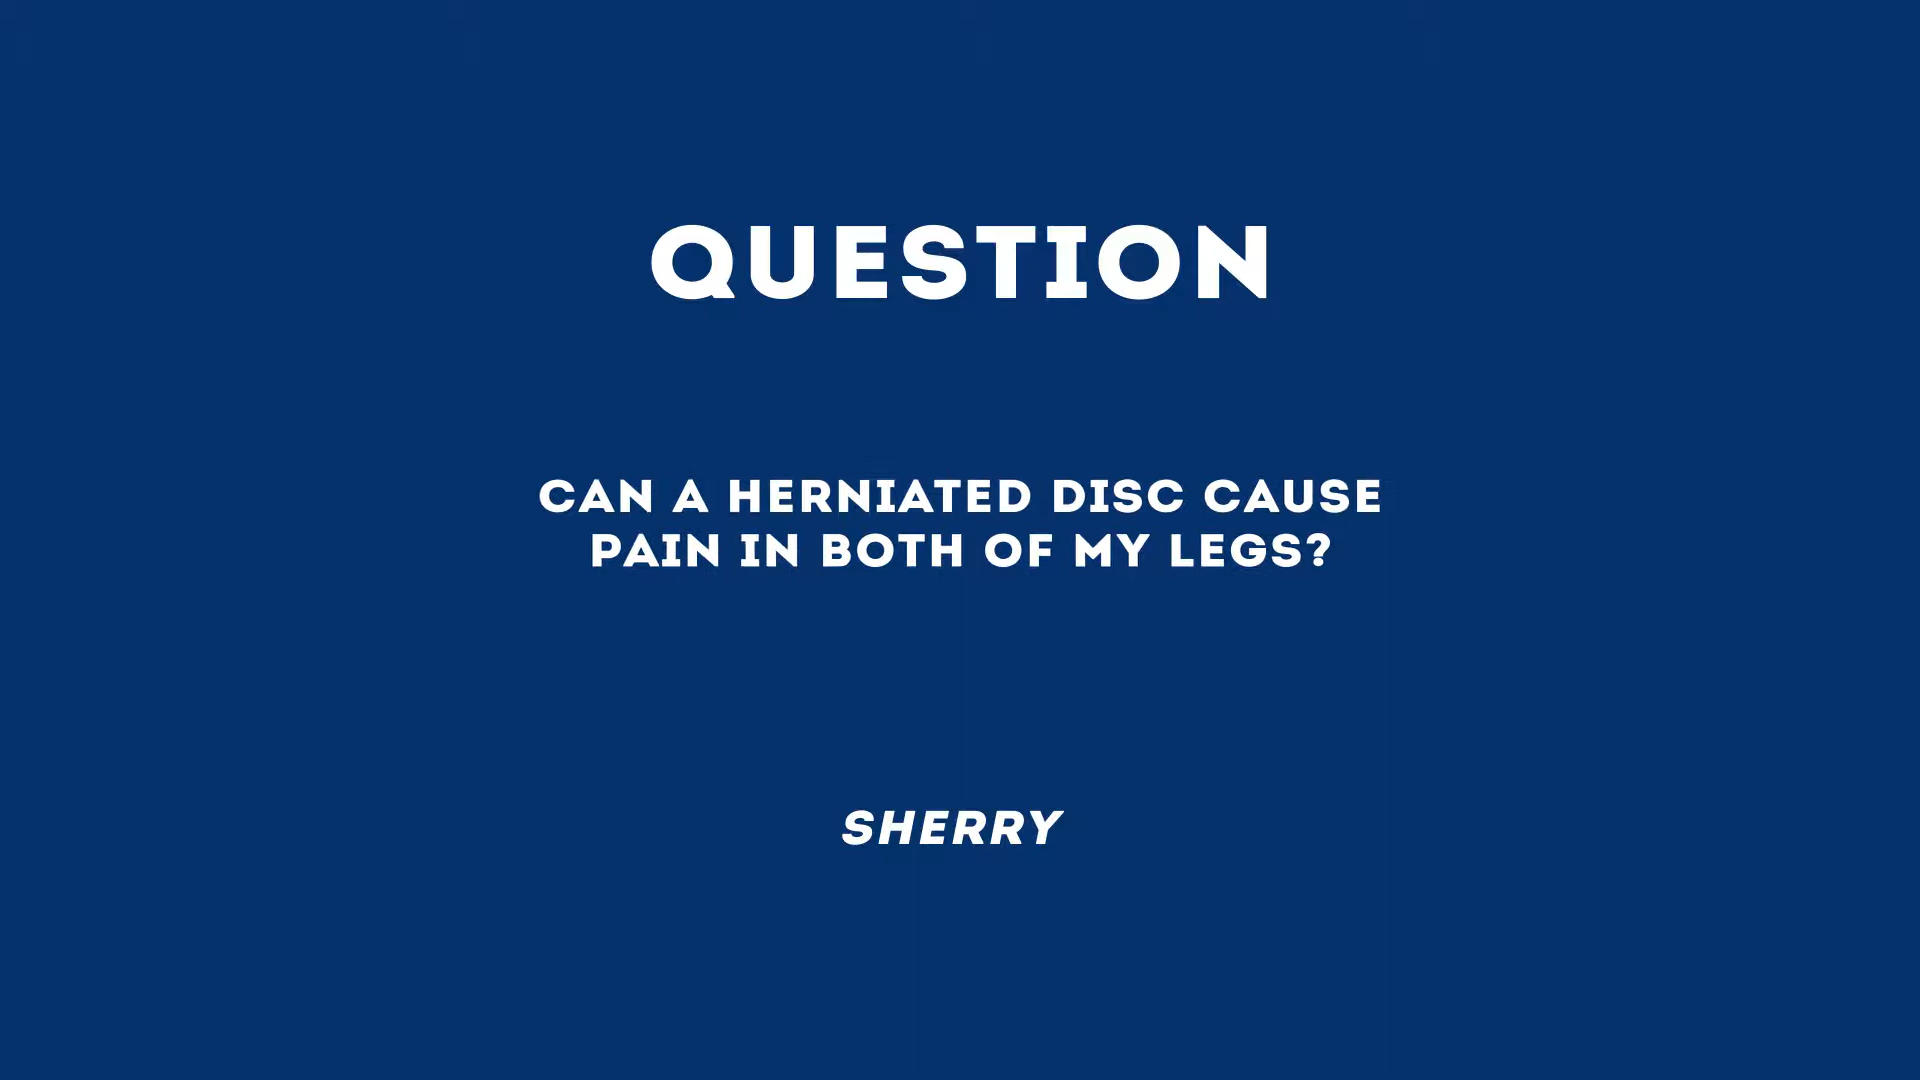 QUESTION
CAN A HERNIATED DISC CAUSE
PAIN IN BOTH OF MY LEGS?
SHERRY